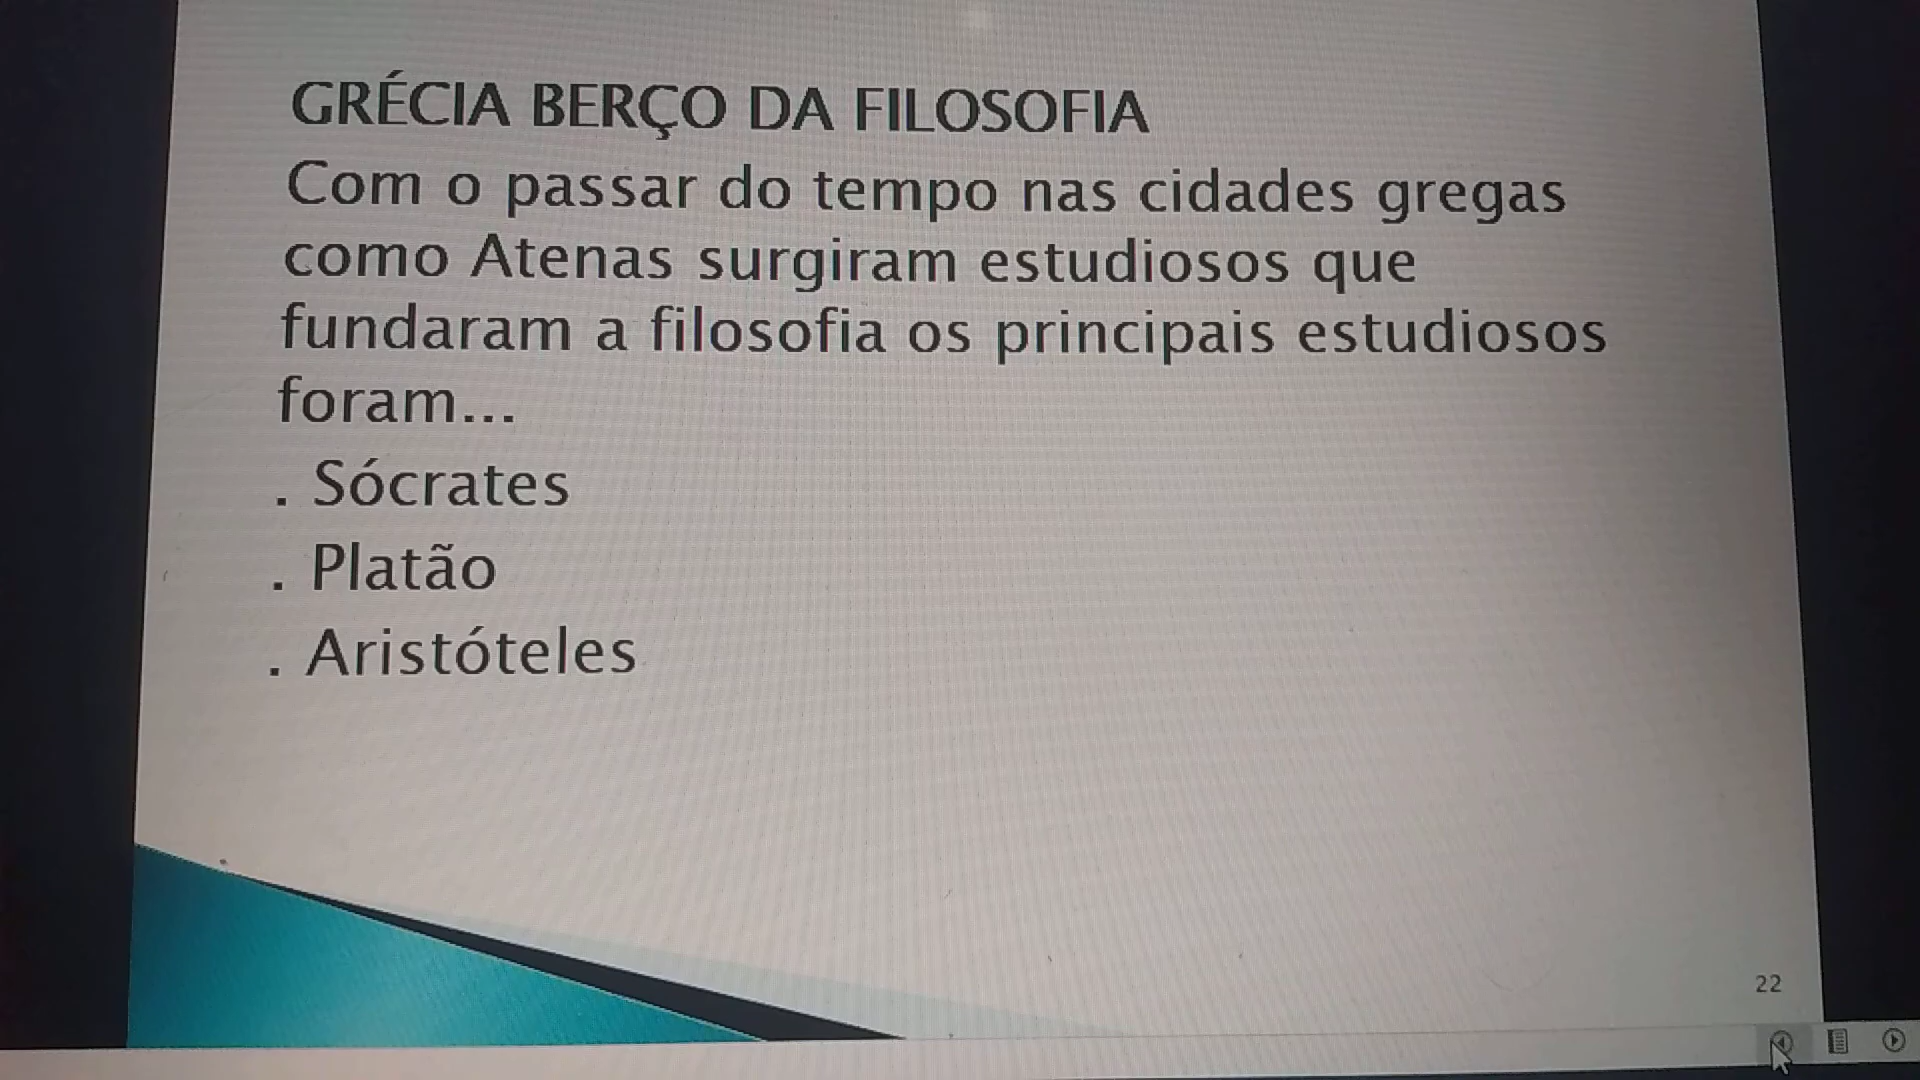 GRÉCIA BERÇO DA FILOSOFIA
Com o passar do tempo nas cidades gregas
como Atenas surgiram estudiosos que
fundaram a filosofia os principais estudiosos
foram...
. Sócrates
. Platão
. Aristóteles
22